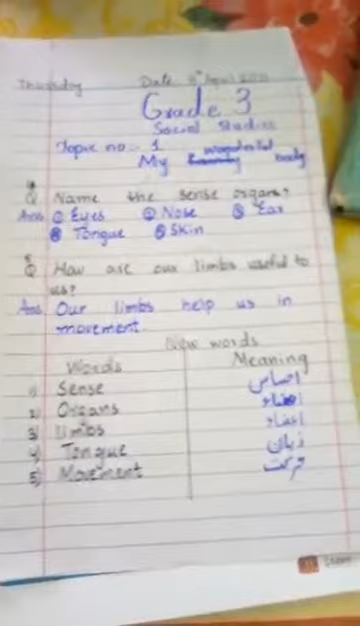 Thursday Date 9th April
Grade 3
Social Studies
Topic no:- 1
My wonderful body
Q Name the sense organs?
Ans ① Eyes ② Nose ③ Ear
④ Tongue ⑤ Skin
Q How are our limbs useful to
us?
Ans Our limbs help us in
movement.
New words
Words Meaning
1) Sense احساس
2) Organs اعضاء
3) limbs اعضاء
4) Tongue زبان
5) Movement حرکت